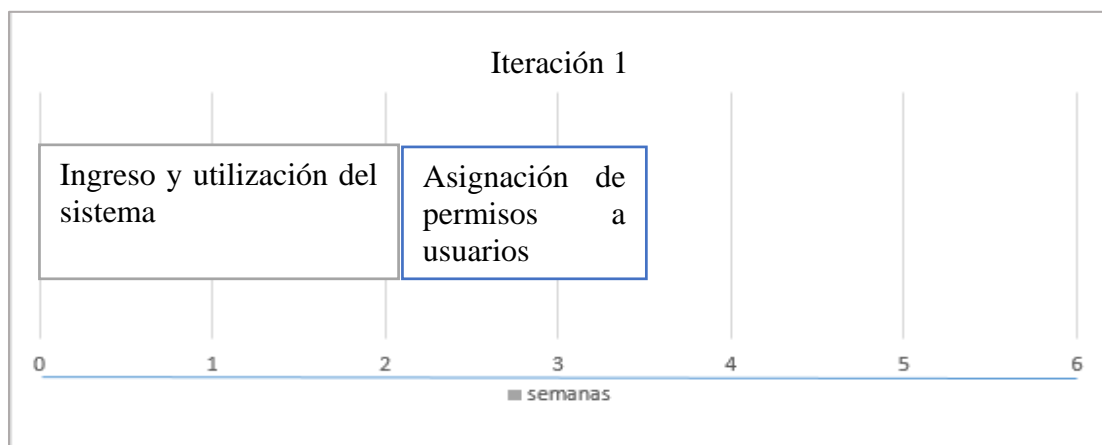 Iteración 1
Ingreso y utilización del
sistema
Asignación de
permisos a
usuarios
0 1 2 3 4 5 6
semanas